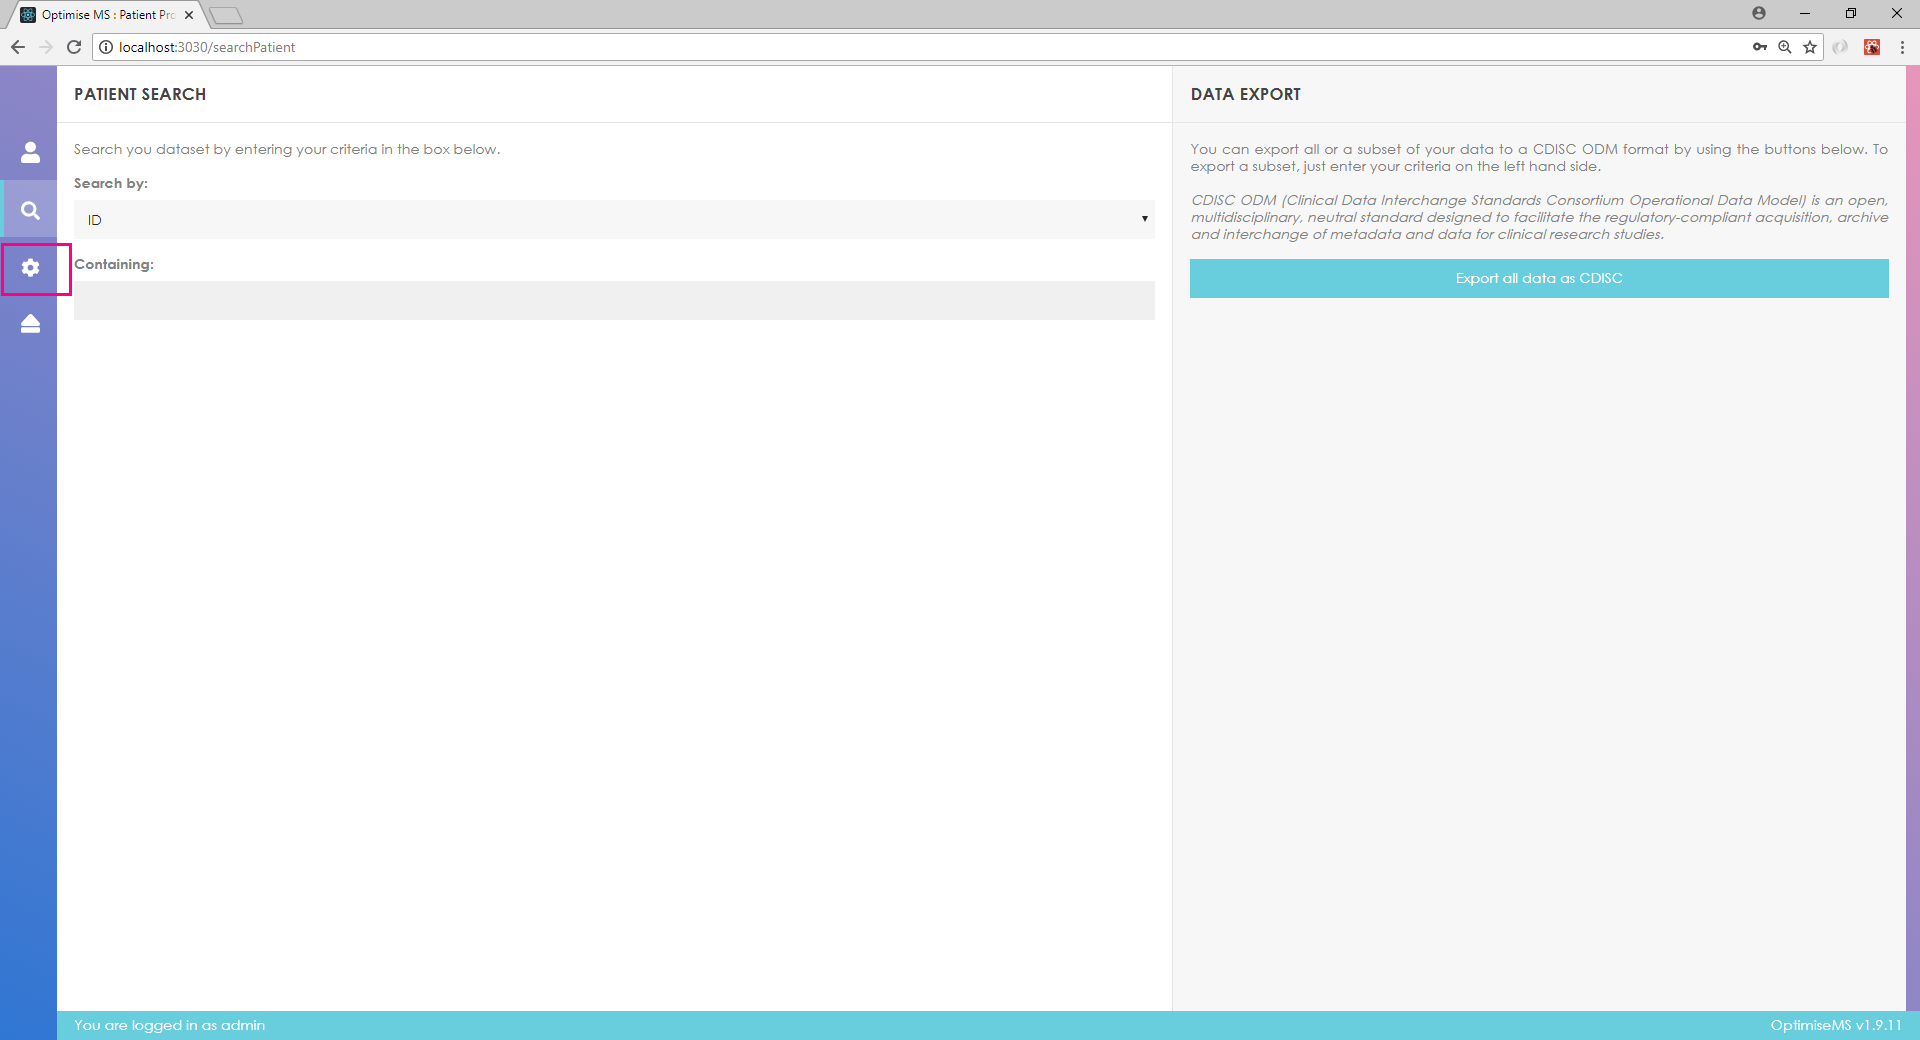 Optimise MS : Patient Pro
localhost:3030/searchPatient
PATIENT SEARCH
Search you dataset by entering your criteria in the box below.
Search by:
ID
Containing:
DATA EXPORT
You can export all or a subset of your data to a CDISC ODM format by using the buttons below. To
export a subset, just enter your criteria on the left hand side.
CDISC ODM (Clinical Data Interchange Standards Consortium Operational Data Model) is an open,
multidisciplinary, neutral standard designed to facilitate the regulatory-compliant acquisition, archive
and interchange of metadata and data for clinical research studies.
Export all data as CDISC
You are logged in as admin
OptimiseMS v1.9.11